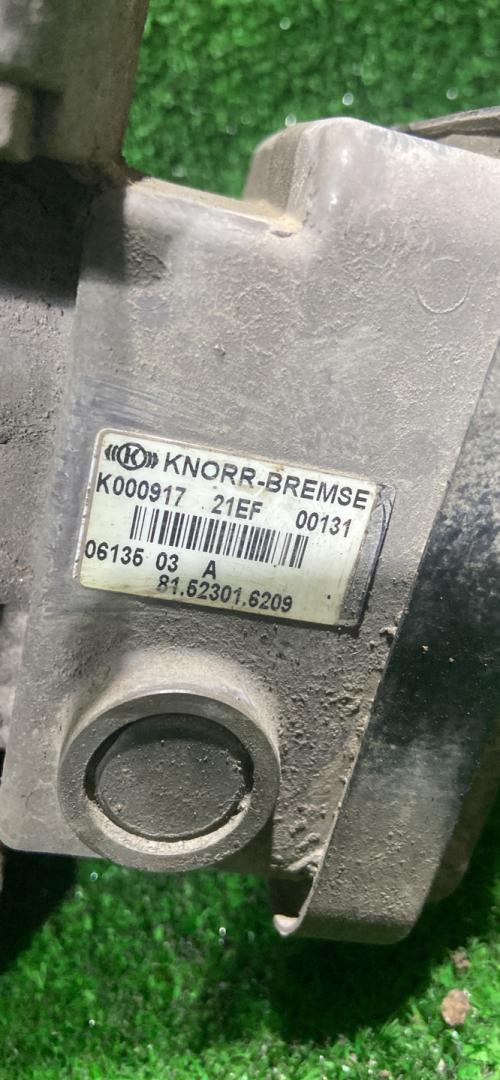 ((K)) KNORR-BREMSE
K000917 21EF 00131
06135 03 A
81.52301.6209